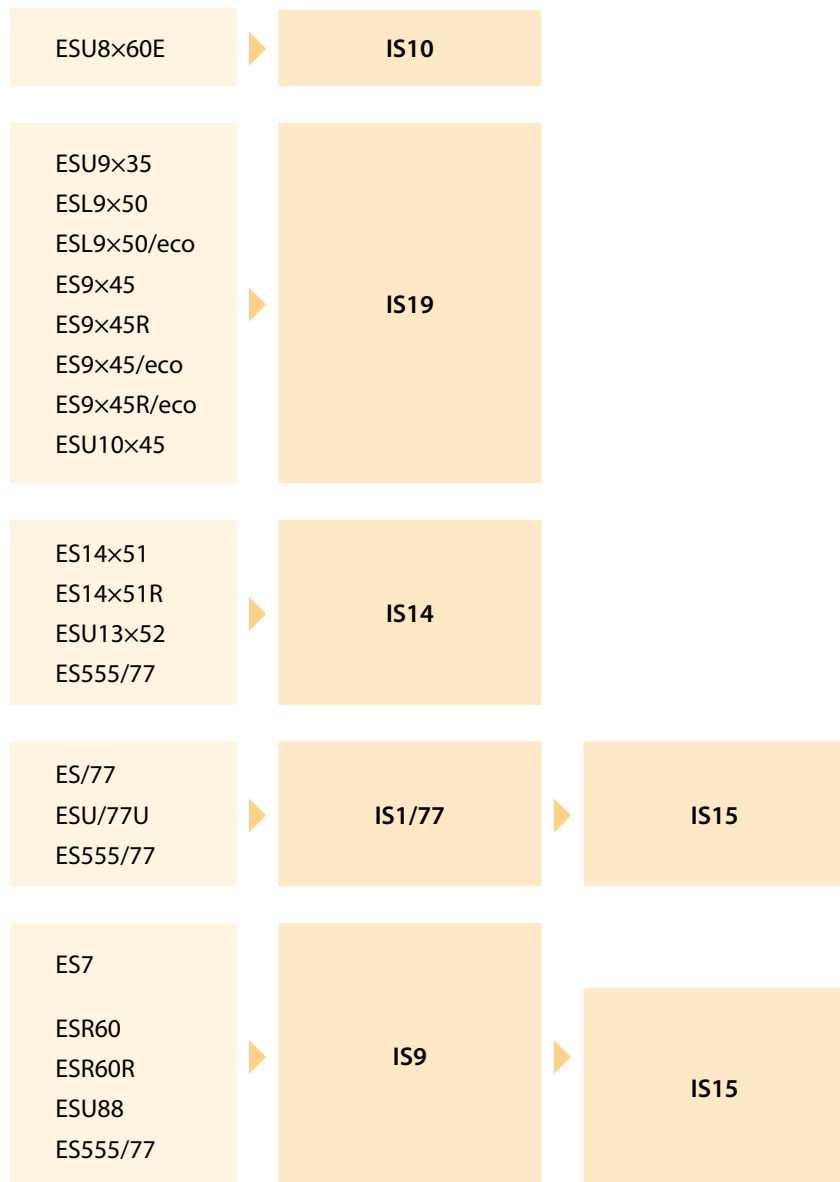 ESU8×60E
IS10
ESU9×35
ESL9×50
ESL9×50/eco
ES9×45
ES9×45R
ES9×45/eco
ES9×45R/eco
ESU10×45
IS19
ES14×51
ES14×51R
ESU13×52
ES555/77
IS14
ES/77
ESU/77U
ES555/77
IS1/77
IS15
ES7
ESR60
ESR60R
ESU88
ES555/77
IS9
IS15